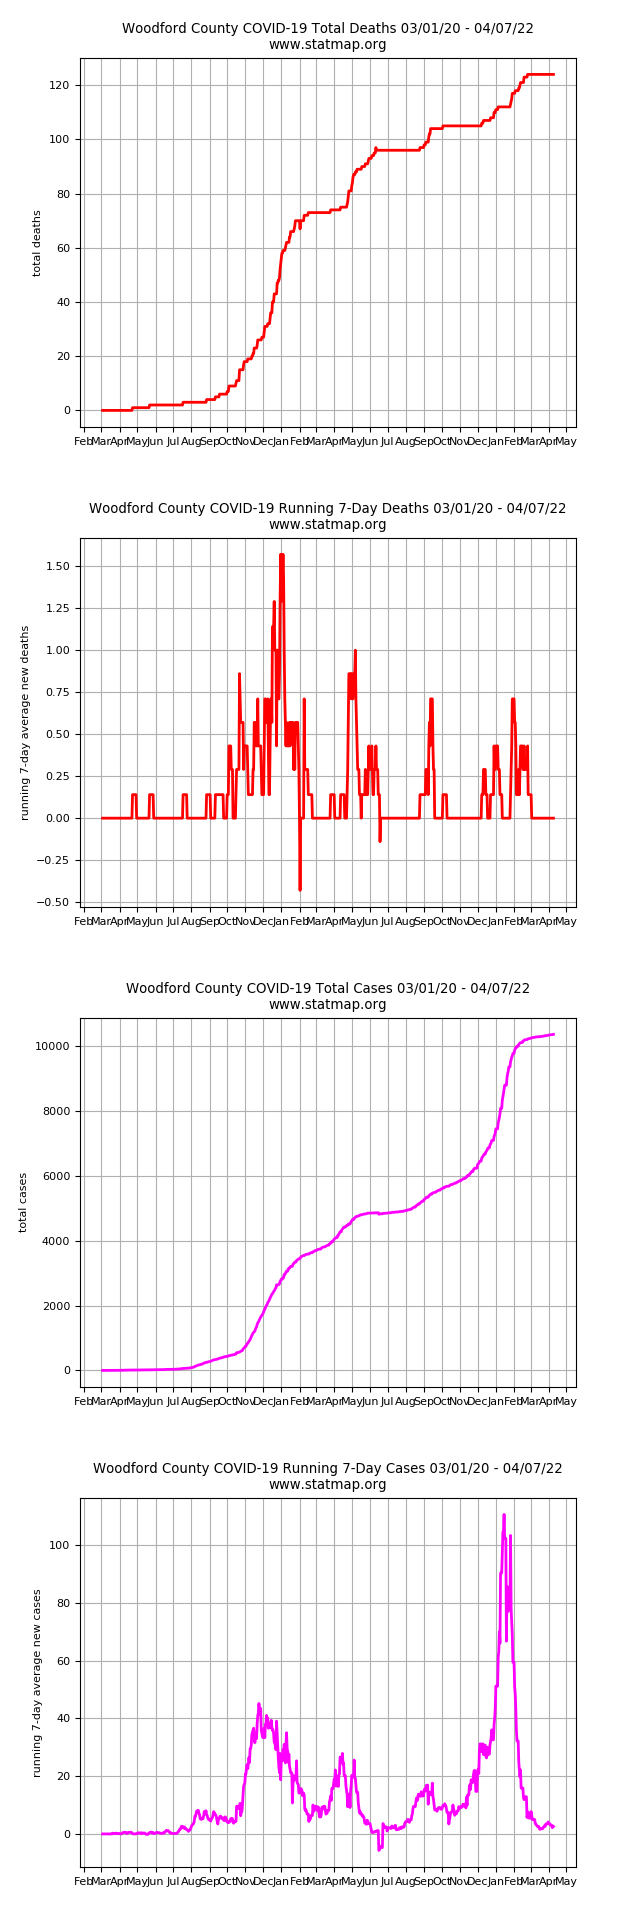 Woodford County COVID-19 Total Deaths 03/01/20 - 04/07/22
www.statmap.org
total deaths
120
100
80
60
40
20
0
Feb Mar Apr May Jun Jul Aug Sep Oct Nov Dec Jan Feb Mar Apr May Jun Jul Aug Sep Oct Nov Dec Jan Feb Mar Apr May
Woodford County COVID-19 Running 7-Day Deaths 03/01/20 - 04/07/22
www.statmap.org
running 7-day average new deaths
1.50
1.25
1.00
0.75
0.50
0.25
0.00
−0.25
−0.50
Feb Mar Apr May Jun Jul Aug Sep Oct Nov Dec Jan Feb Mar Apr May Jun Jul Aug Sep Oct Nov Dec Jan Feb Mar Apr May
Woodford County COVID-19 Total Cases 03/01/20 - 04/07/22
www.statmap.org
total cases
10000
8000
6000
4000
2000
0
Feb Mar Apr May Jun Jul Aug Sep Oct Nov Dec Jan Feb Mar Apr May Jun Jul Aug Sep Oct Nov Dec Jan Feb Mar Apr May
Woodford County COVID-19 Running 7-Day Cases 03/01/20 - 04/07/22
www.statmap.org
running 7-day average new cases
100
80
60
40
20
0
Feb Mar Apr May Jun Jul Aug Sep Oct Nov Dec Jan Feb Mar Apr May Jun Jul Aug Sep Oct Nov Dec Jan Feb Mar Apr May